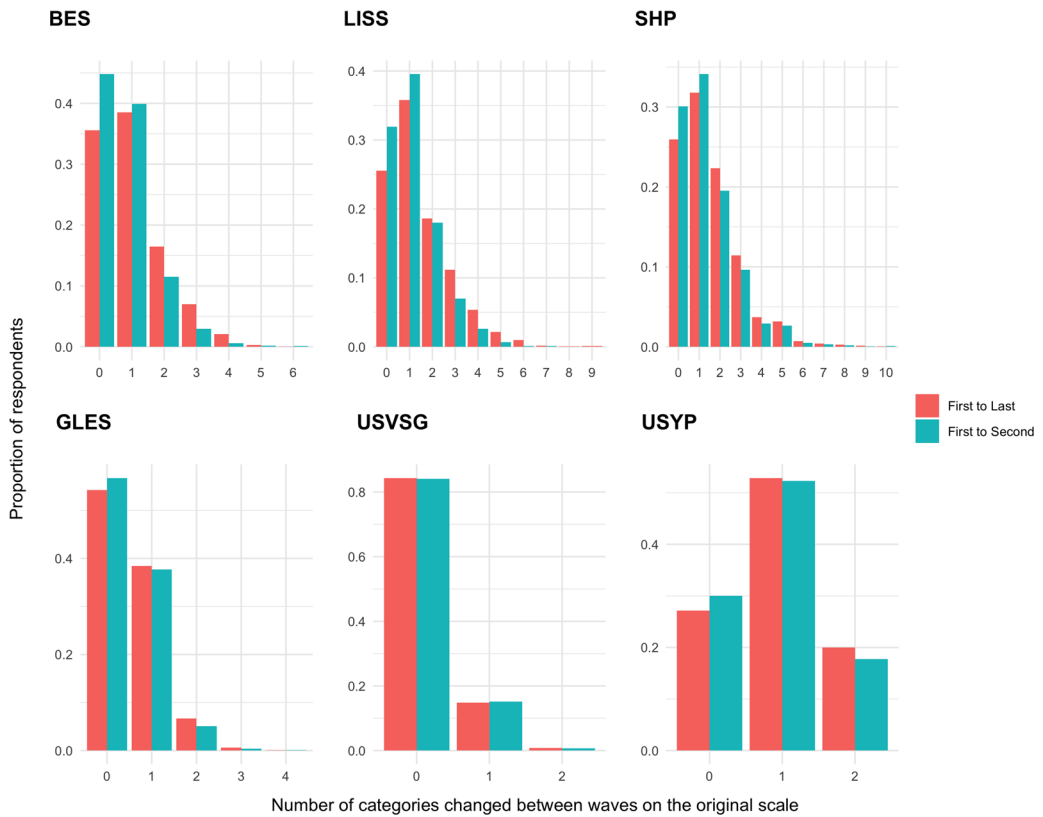 BES
LISS
SHP
0.4
0.3
0.2
0.1
0.0
0 1 2 3 4 5 6
0.4
0.3
0.2
0.1
0.0
0 1 2 3 4 5 6 7 8 9
0.3
0.2
0.1
0.0
0 1 2 3 4 5 6 7 8 9 10
Proportion of respondents
First to Last
First to Second
GLES
USVSG
USYP
0.4
0.2
0.0
0 1 2 3 4
0.8
0.6
0.4
0.2
0.0
0 1 2
0.4
0.2
0.0
0 1 2
Number of categories changed between waves on the original scale